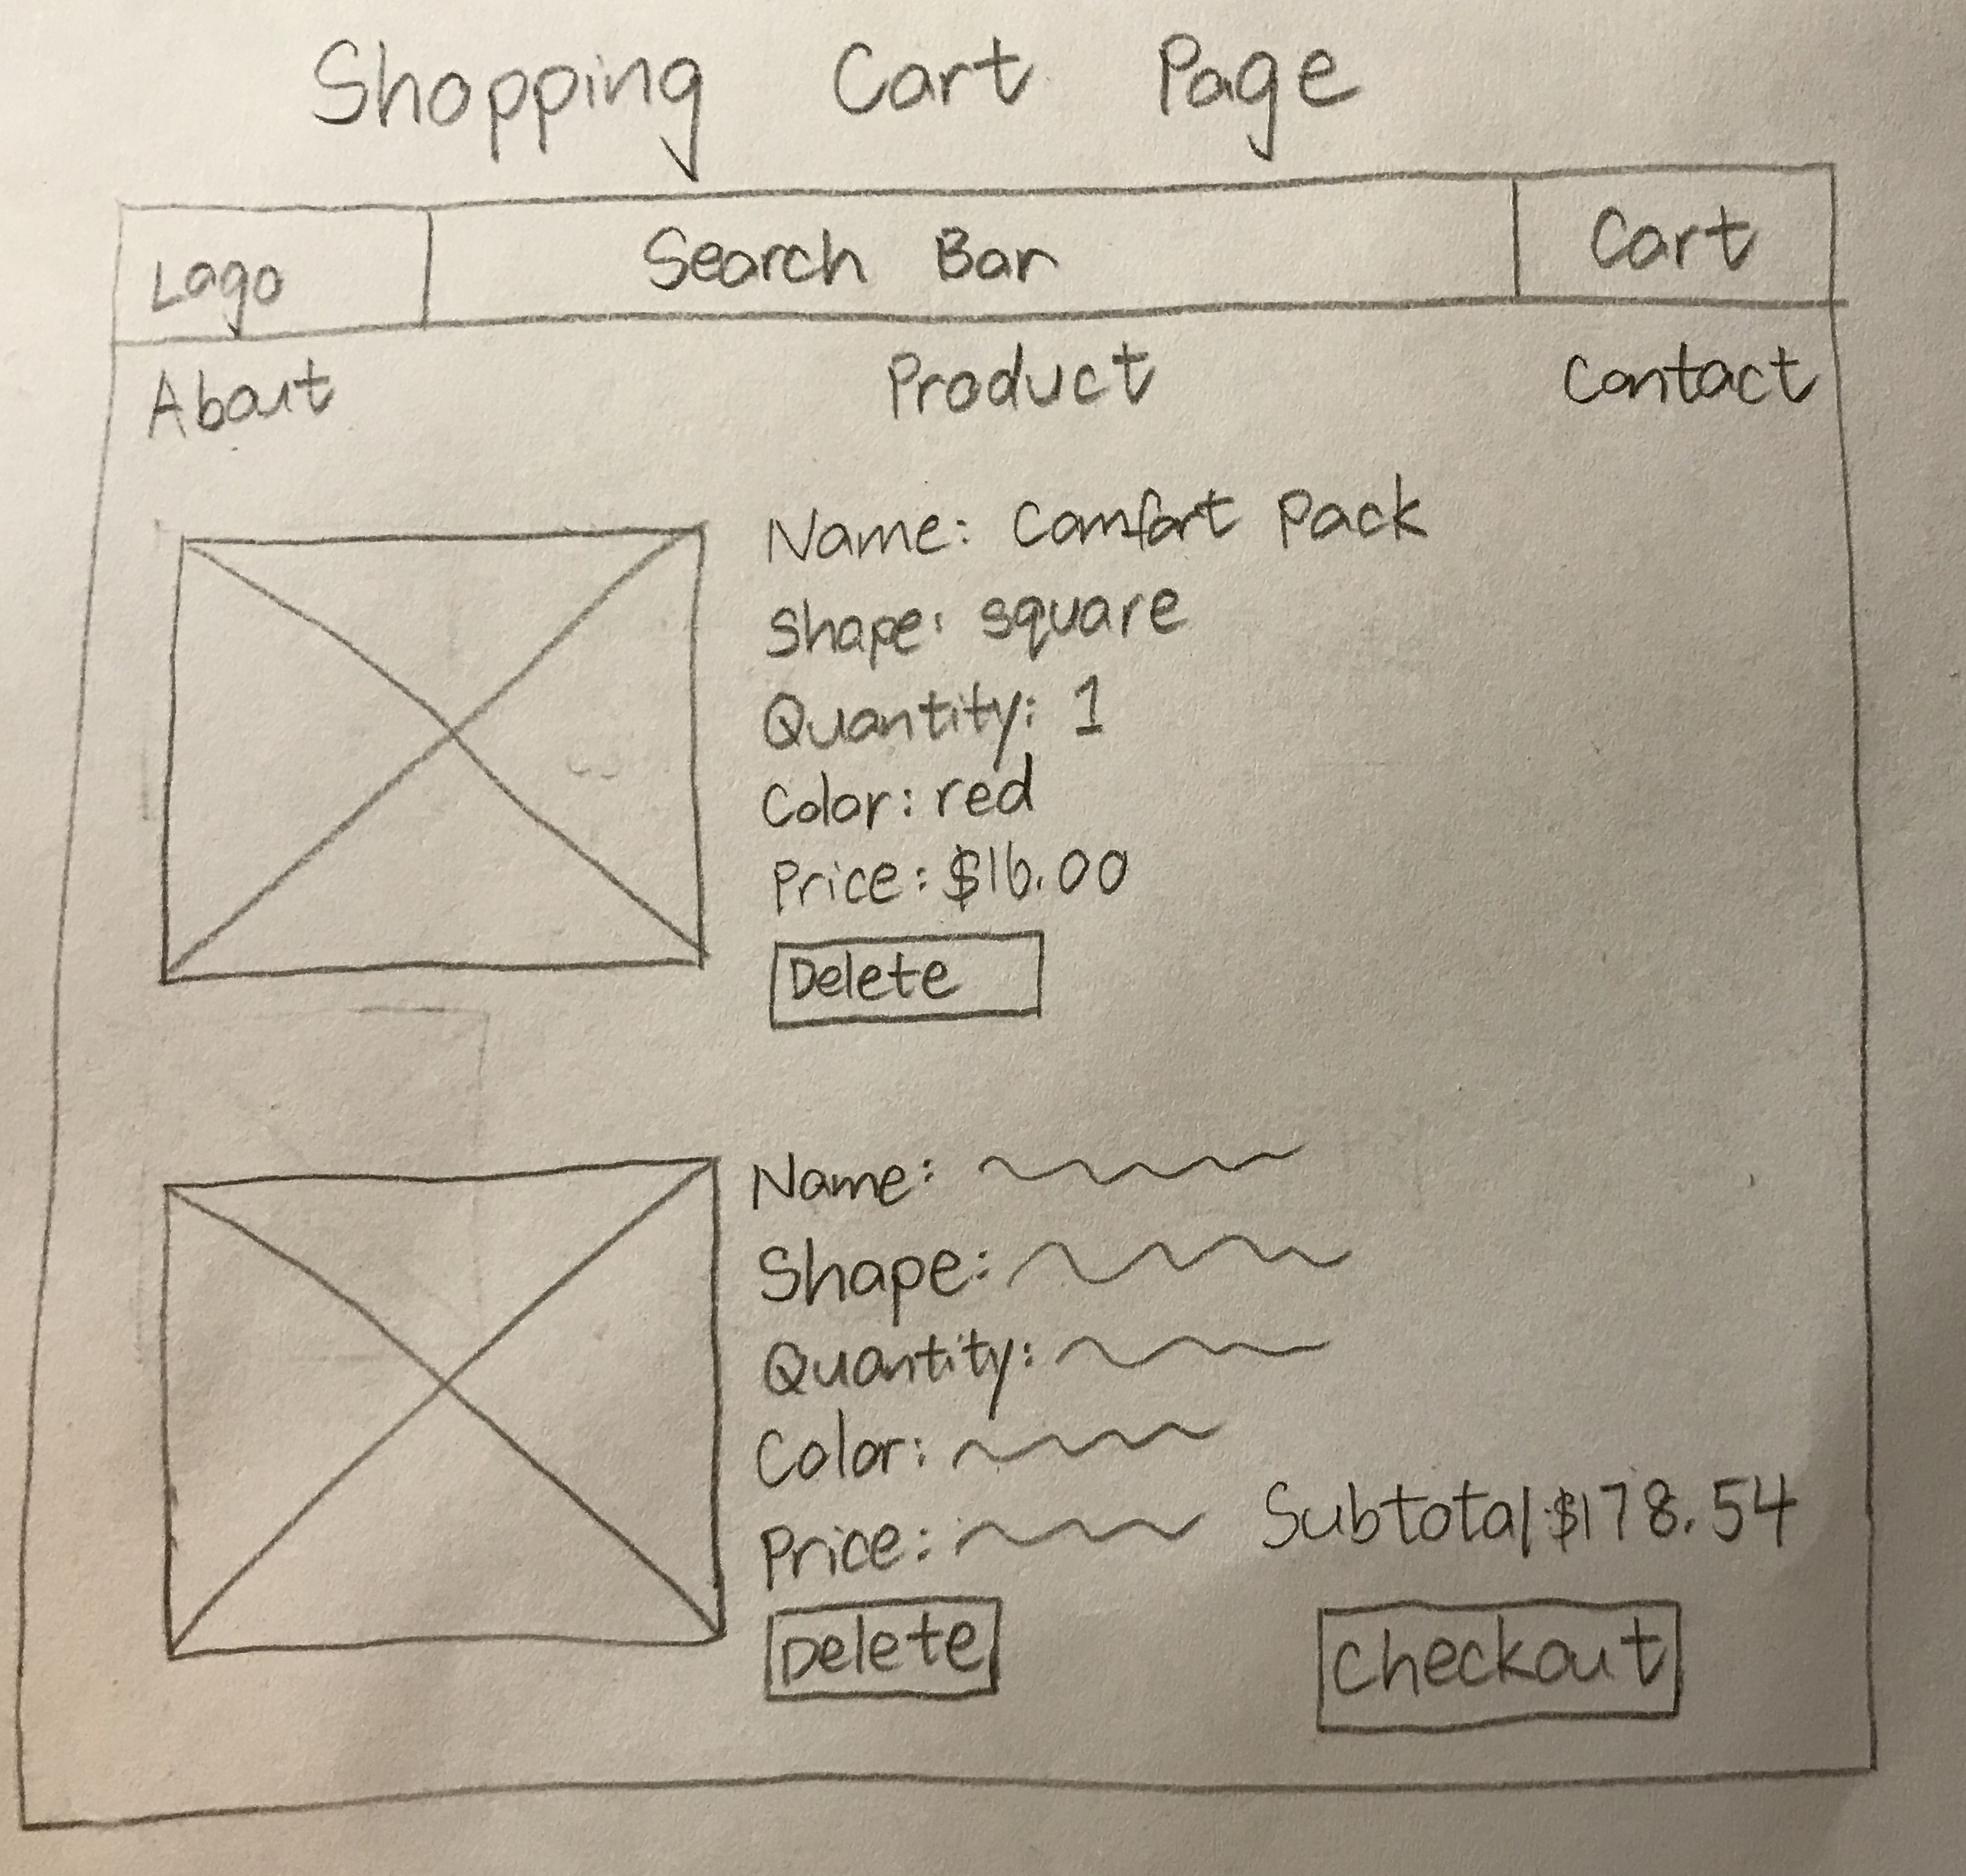 Shopping Cart Page
Logo Search Bar Cart
About Product Contact
Name: Comfort Pack
Shape: square
Quantity: 1
Color: red
Price: $16.00
Delete
Name:
Shape:
Quantity:
Color:
Price:
Subtotal $178.54
Delete
Checkout